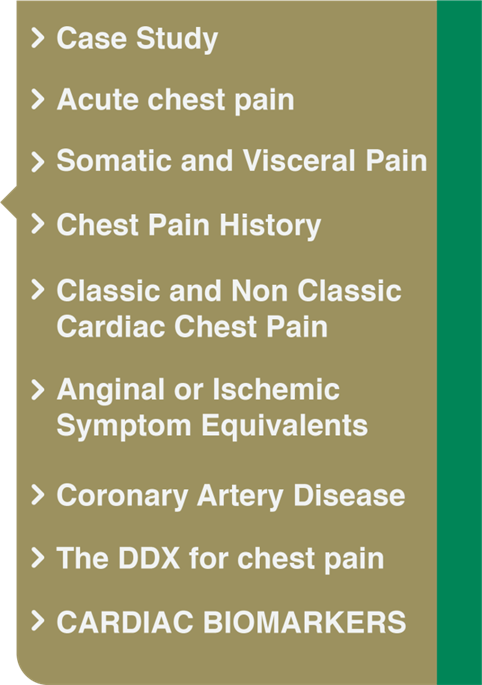 Case Study
Acute chest pain
Somatic and Visceral Pain
Chest Pain History
Classic and Non Classic
Cardiac Chest Pain
Anginal or Ischemic
Symptom Equivalents
Coronary Artery Disease
The DDX for chest pain
CARDIAC BIOMARKERS